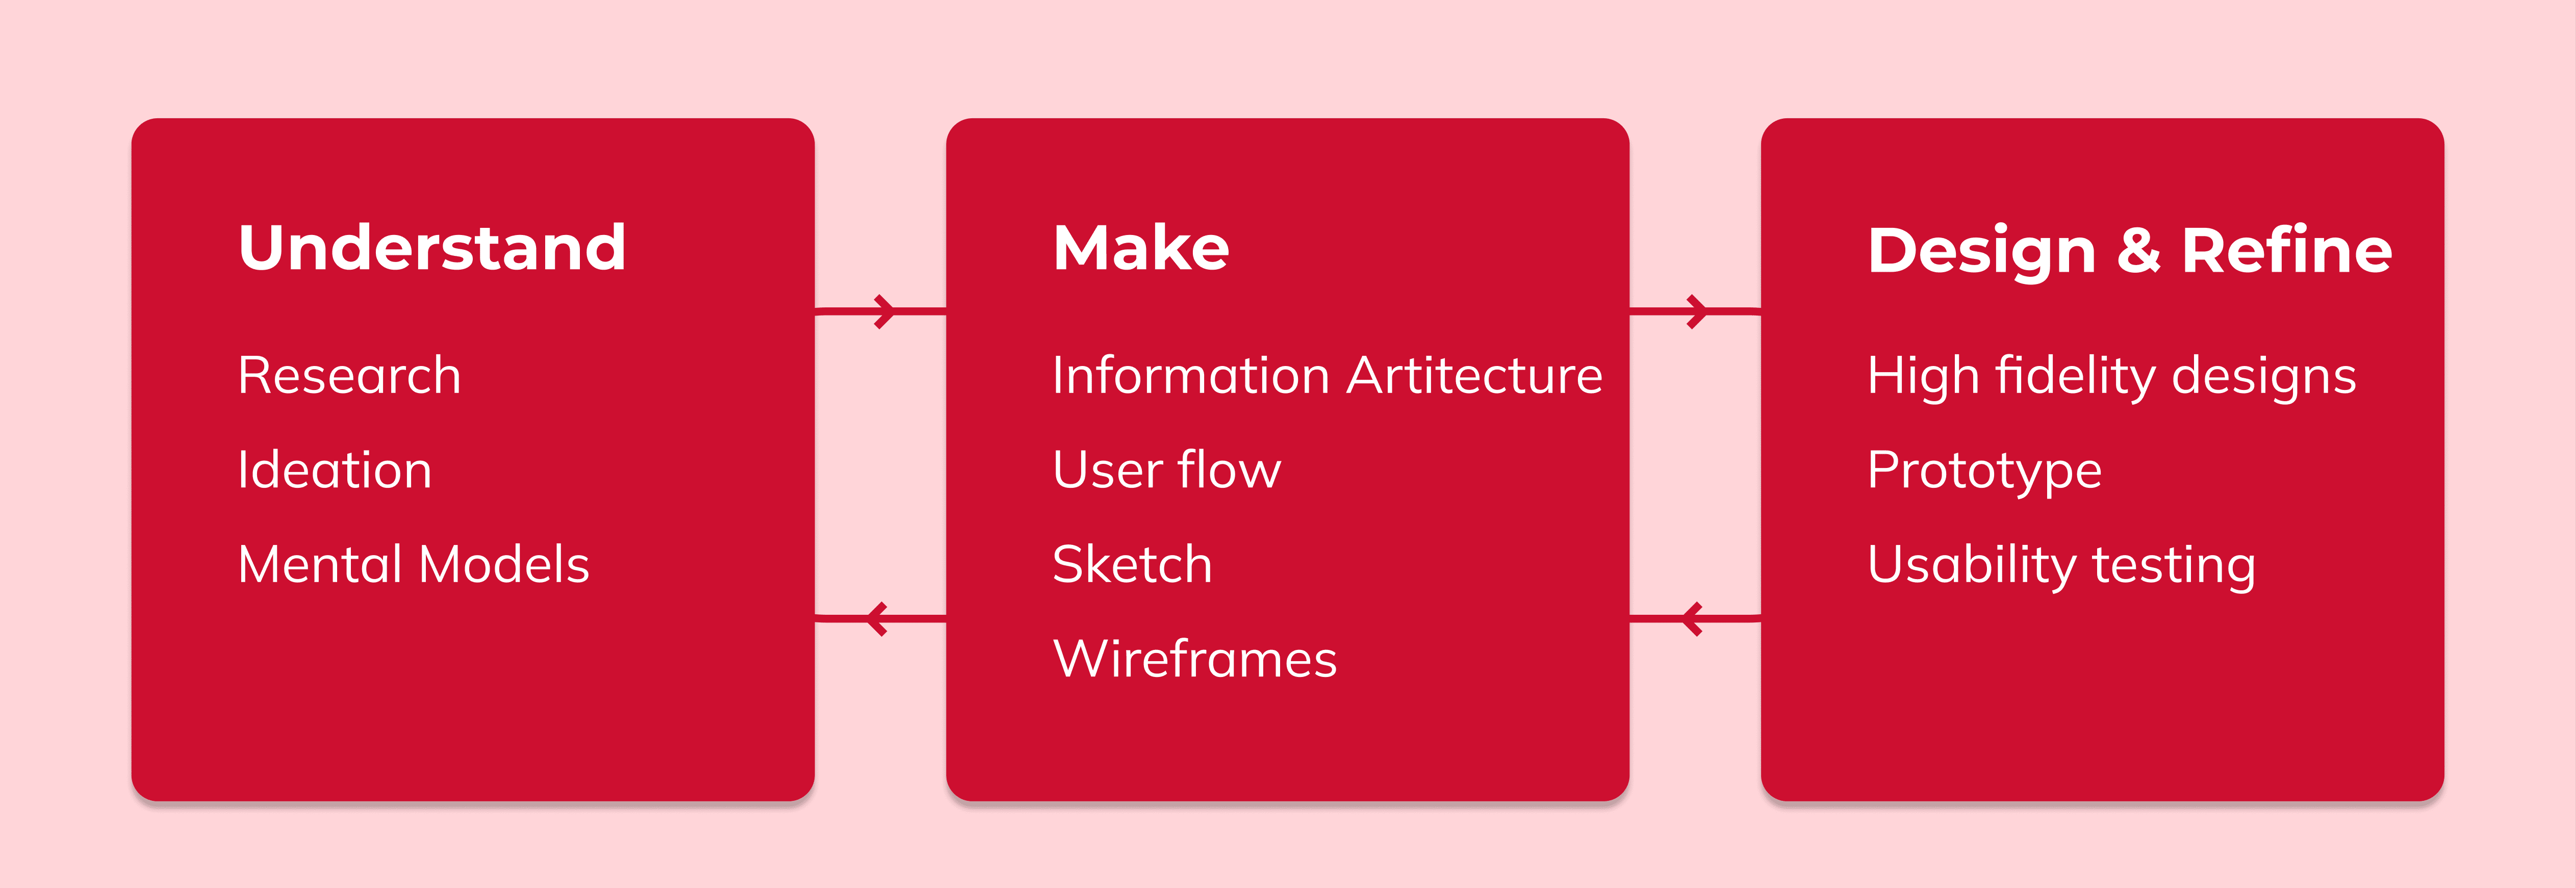 Understand
Research
Ideation
Mental Models
Make
Information Artitecture
User flow
Sketch
Wireframes
Design & Refine
High fidelity designs
Prototype
Usability testing